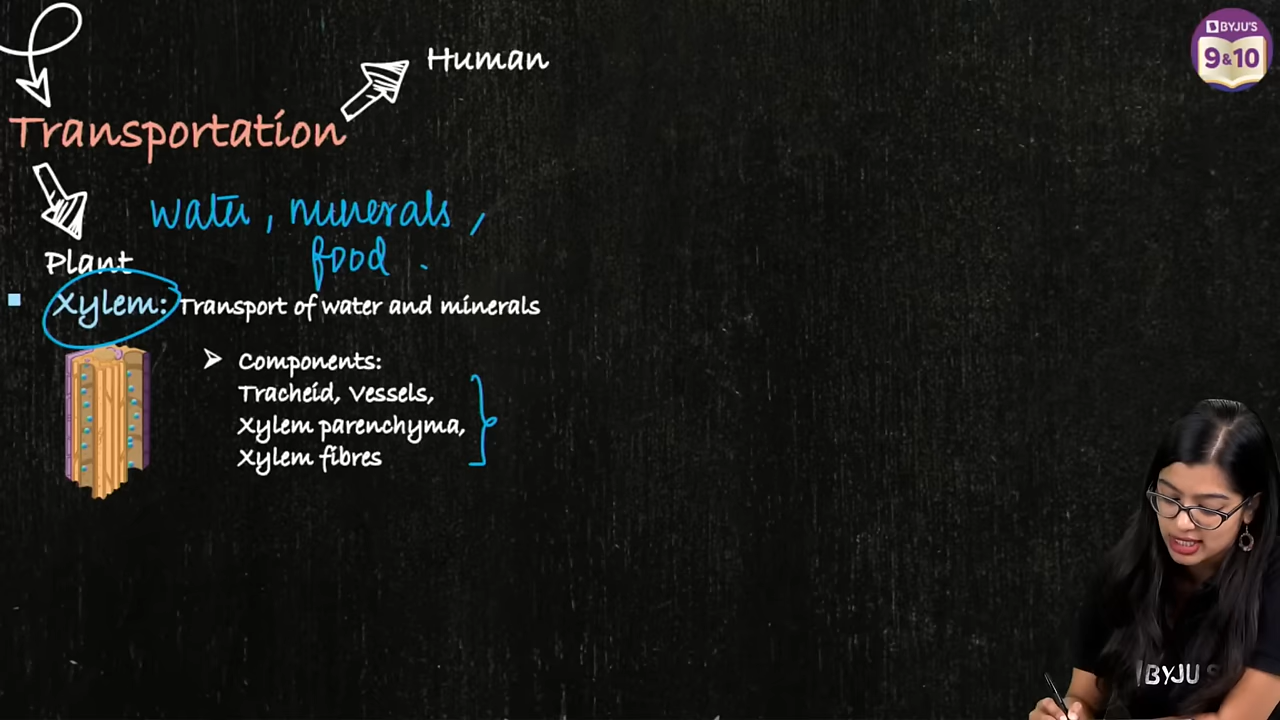 BYJU'S
9&10
Human
Transportation
water, minerals,
food.
Plant
Xylem: Transport of water and minerals
➢ Components:
Tracheid, Vessels,
Xylem parenchyma,
Xylem fibres
BYJU'S